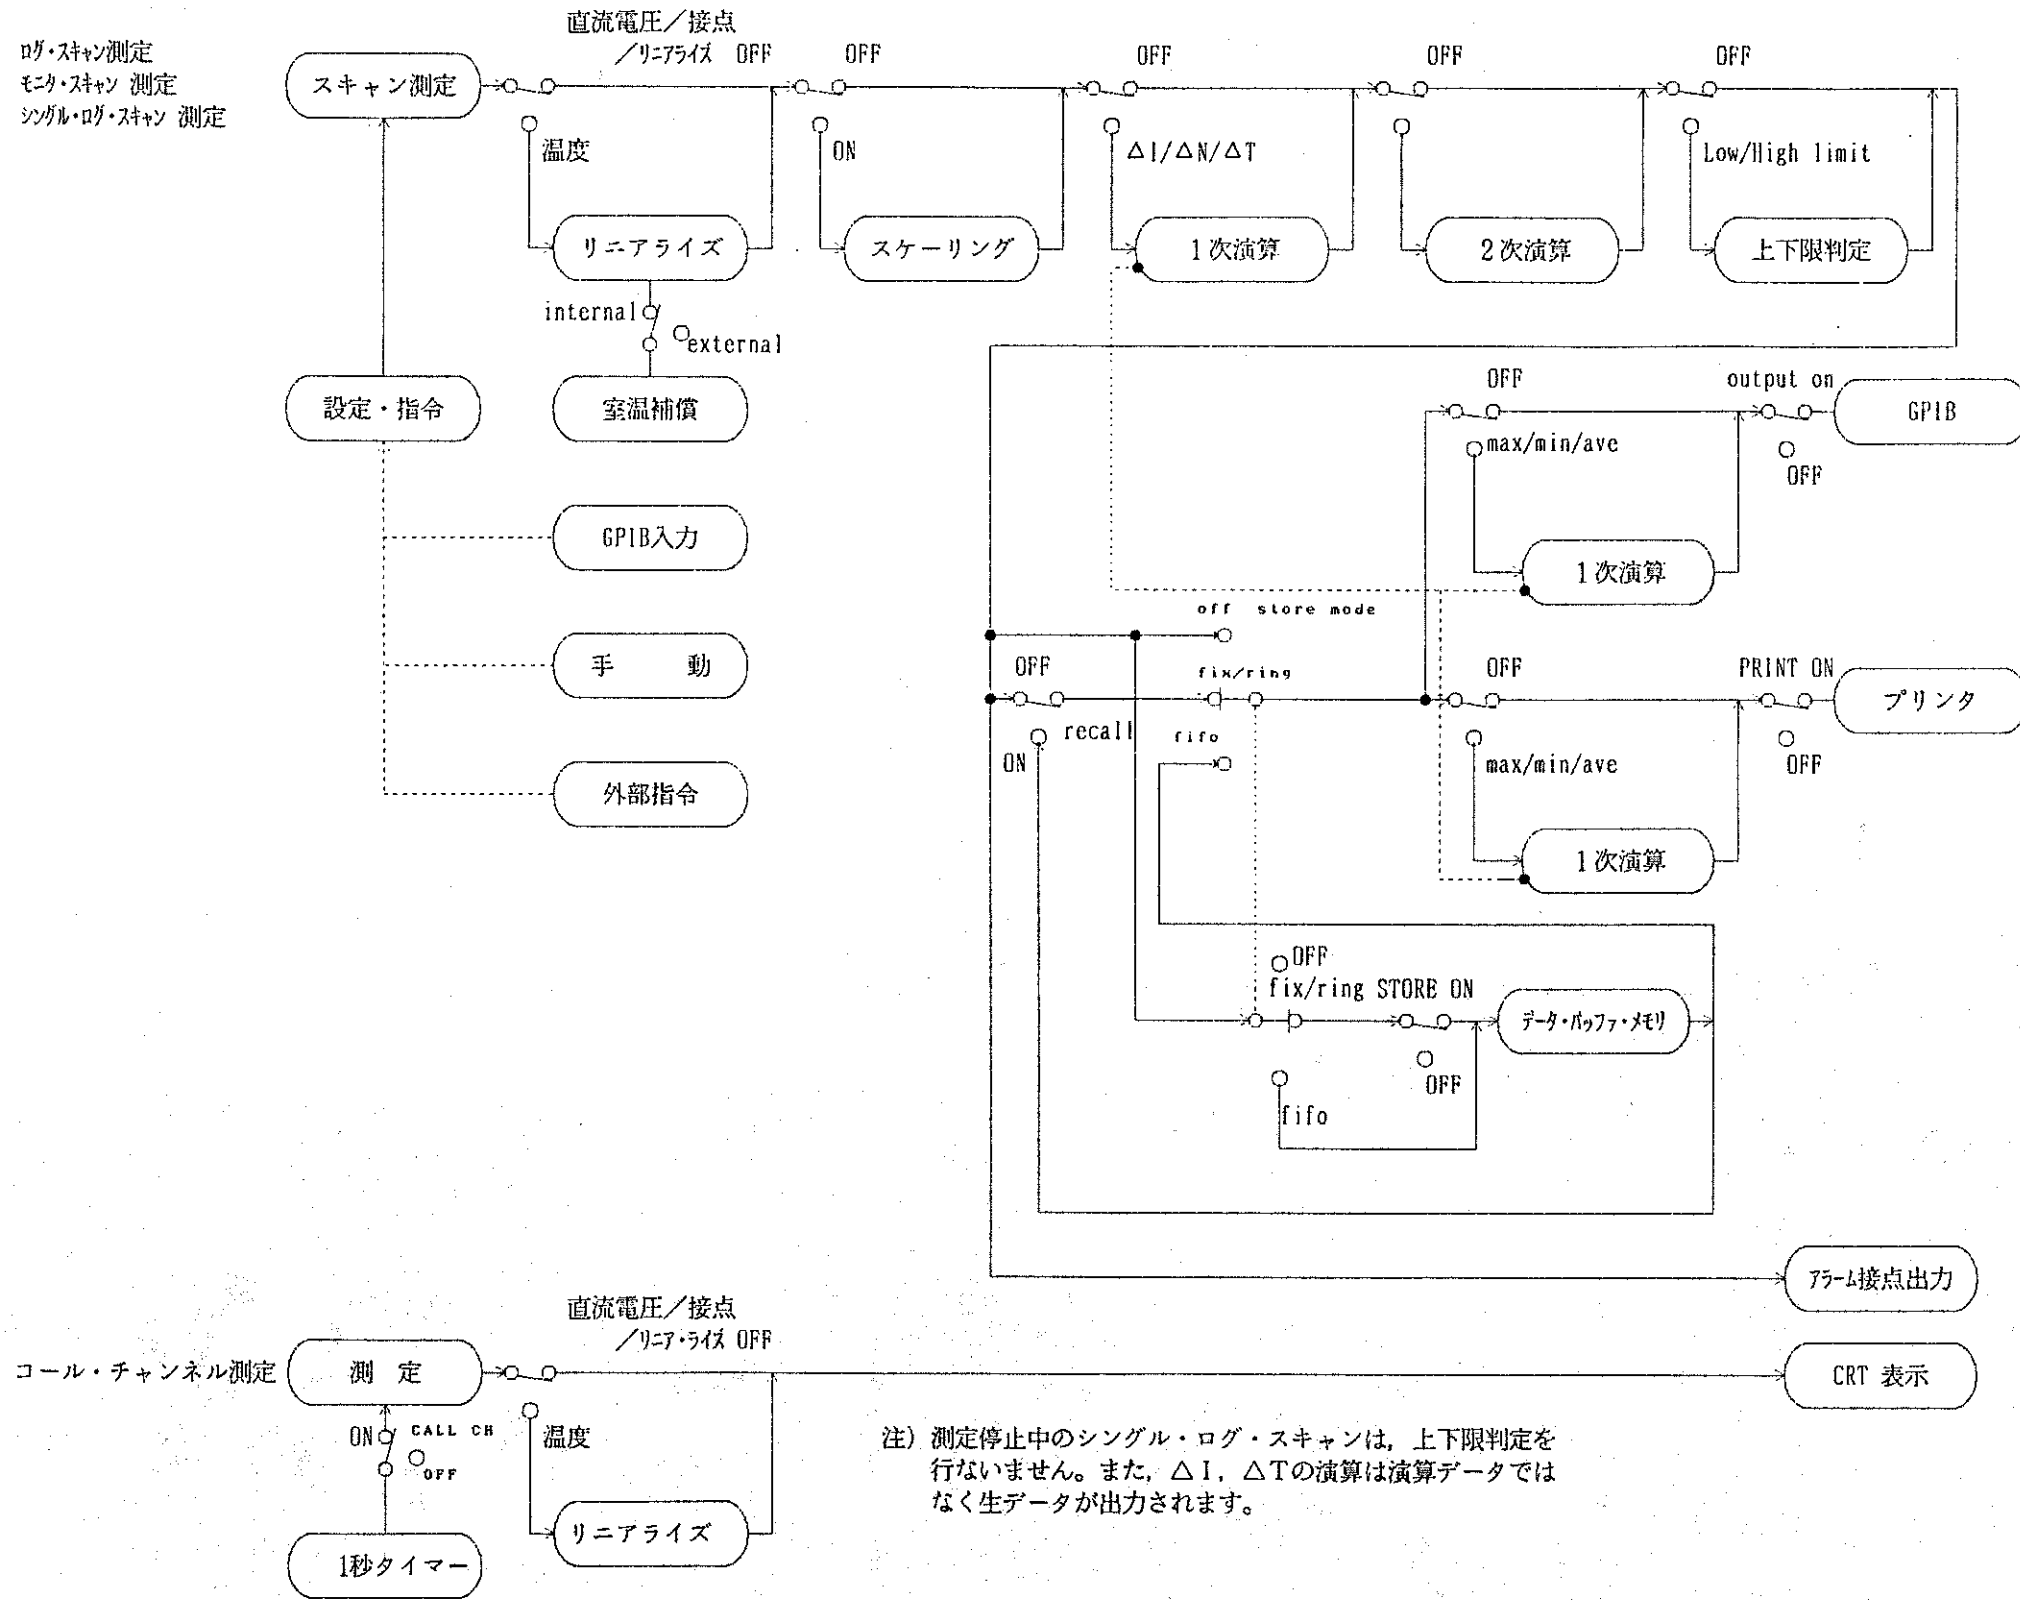 直流電圧／接点
／リニアライズ OFF
OFF
OFF
OFF
OFF
ログ・スキャン測定
モニタ・スキャン 測定
シングル・ログ・スキャン 測定
スキャン測定
温度
ON
△I/△N/△T
Low/High limit
リニアライズ
スケーリング
1次演算
2次演算
上下限判定
internal
external
設定・指令
室温補償
OFF
output on
GPIB
max/min/ave
OFF
GPIB入力
1次演算
off store mode
手 動
OFF
fix/ring
OFF
PRINT ON
プリンタ
recall
fifo
ON
max/min/ave
OFF
外部指令
1次演算
OFF
fix/ring STORE ON
データ・バッファ・メモリ
OFF
fifo
アラーム接点出力
直流電圧／接点
／リニア・ライズ OFF
コール・チャンネル測定
測 定
CRT 表示
ON
CALL CH
OFF
温度
注） 測定停止中のシングル・ログ・スキャンは，上下限判定を
行ないません。また，△I，△Tの演算は演算データでは
なく生データが出力されます。
リニアライズ
1秒タイマー